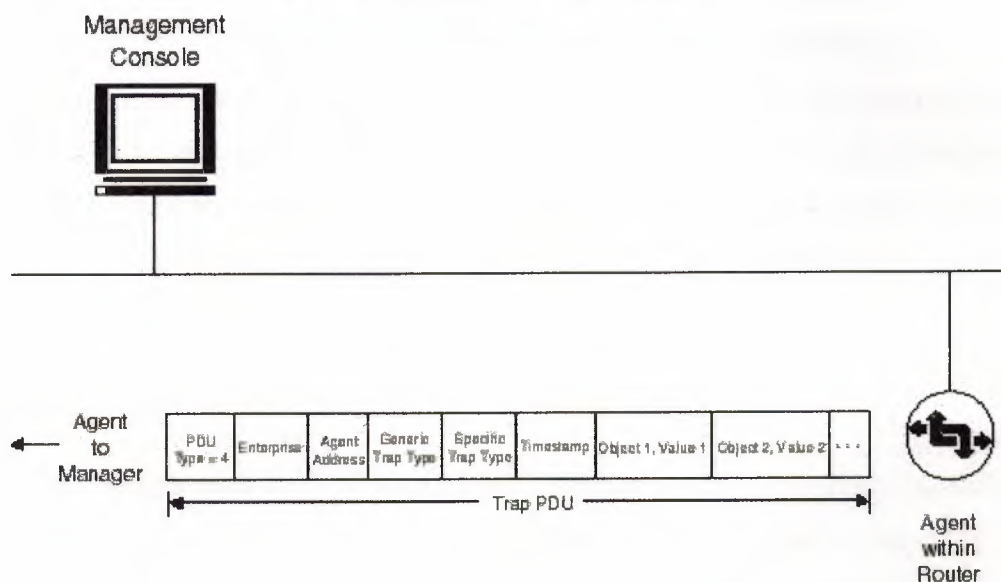 Management
Console
Agent
to
Manager
PDU
Type = 4
Enterprise
Agent
Address
Generic
Trap Type
Specific
Trap Type
Timestamp
Object 1, Value 1
Object 2, Value 2
...
Trap PDU
Agent
within
Router